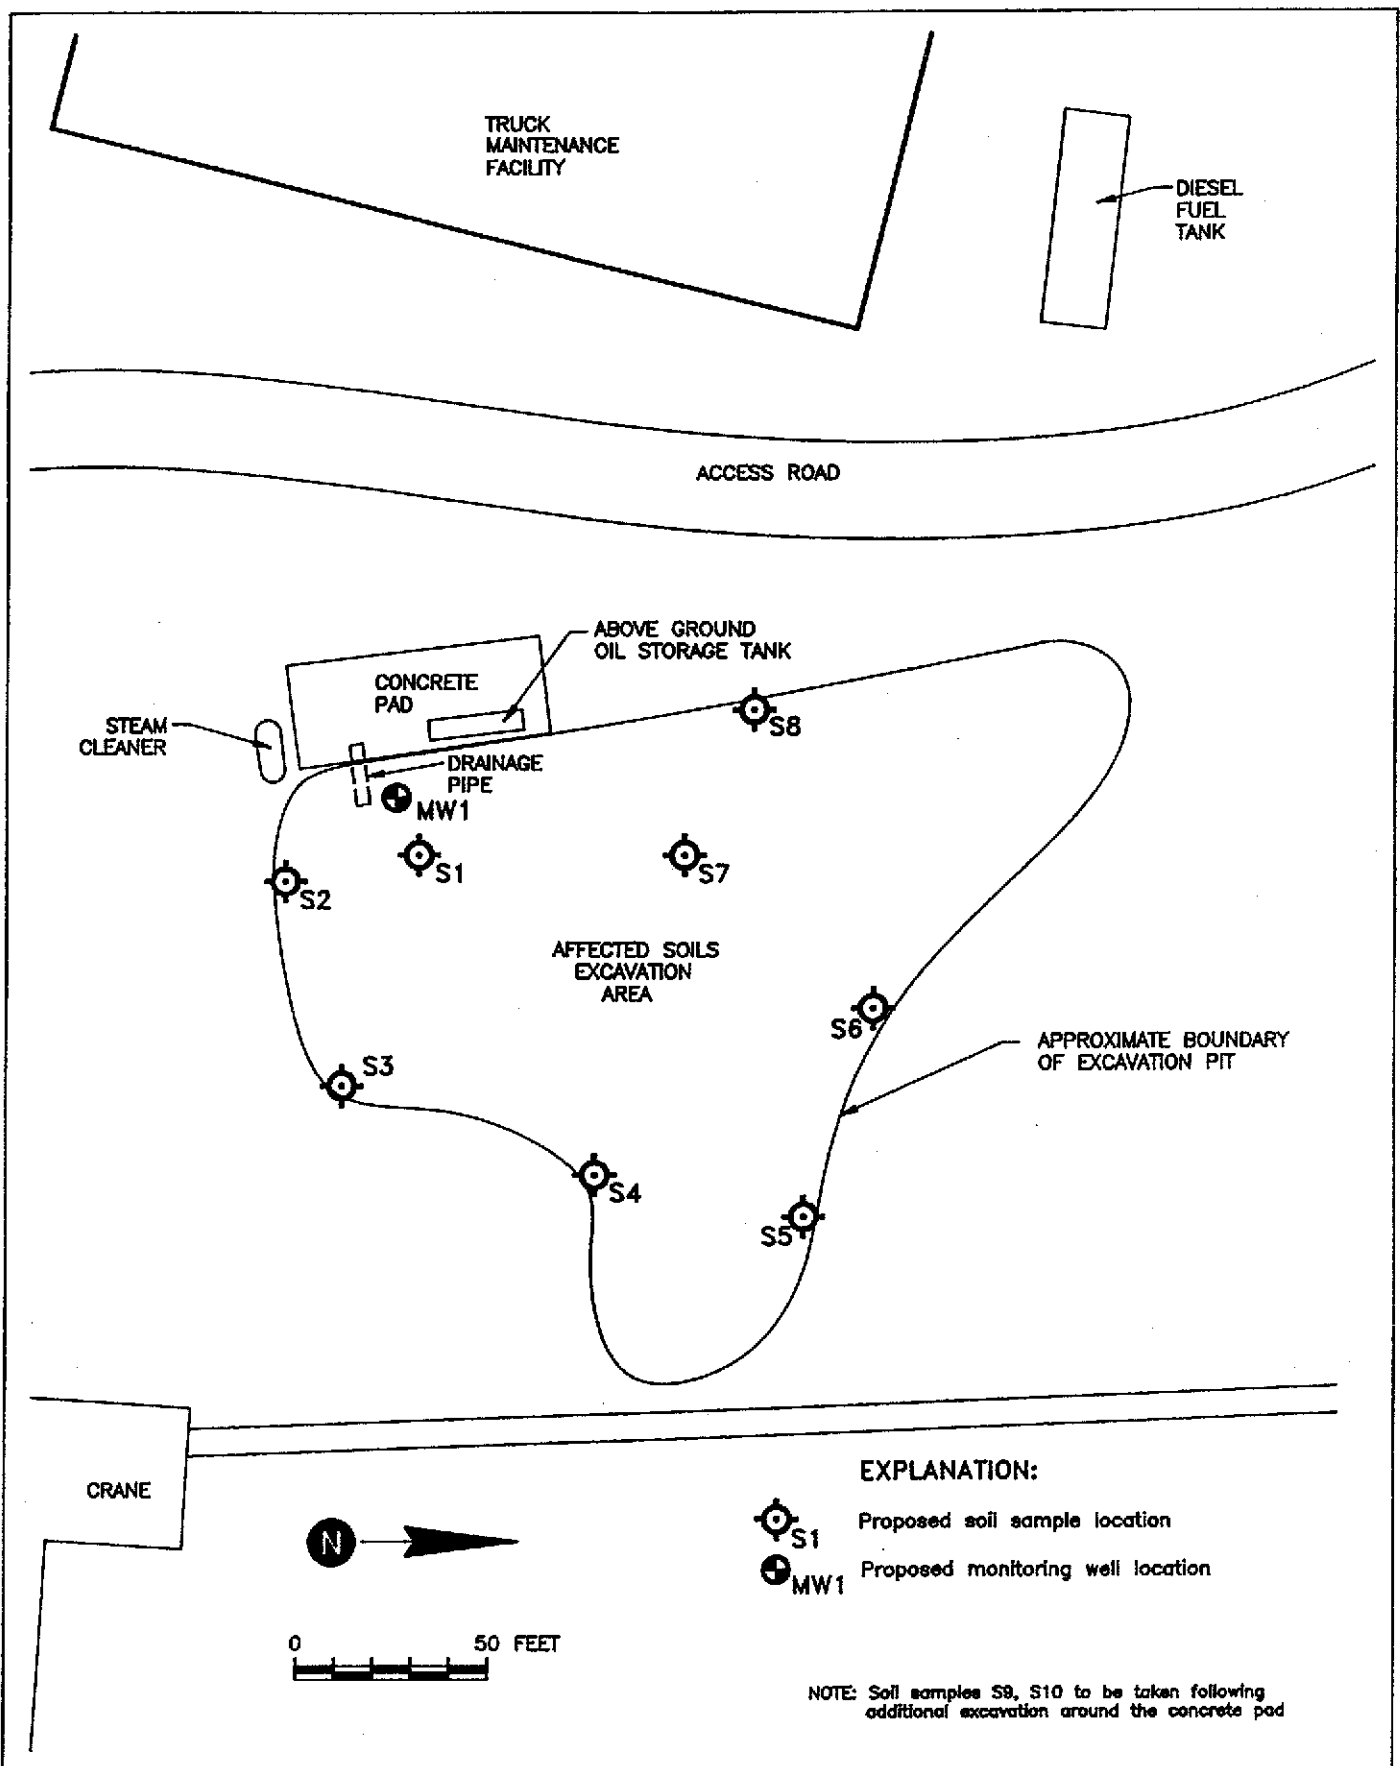 TRUCK
MAINTENANCE
FACILITY
DIESEL
FUEL
TANK
ACCESS ROAD
ABOVE GROUND
OIL STORAGE TANK
CONCRETE
PAD
STEAM
CLEANER
DRAINAGE
PIPE
MW1
S8
S1
S7
S2
AFFECTED SOILS
EXCAVATION
AREA
S6
APPROXIMATE BOUNDARY
OF EXCAVATION PIT
S3
S4
S5
CRANE
EXPLANATION:
S1 Proposed soil sample location
MW1 Proposed monitoring well location
N
0 50 FEET
NOTE: Soil samples S9, S10 to be taken following
additional excavation around the concrete pad